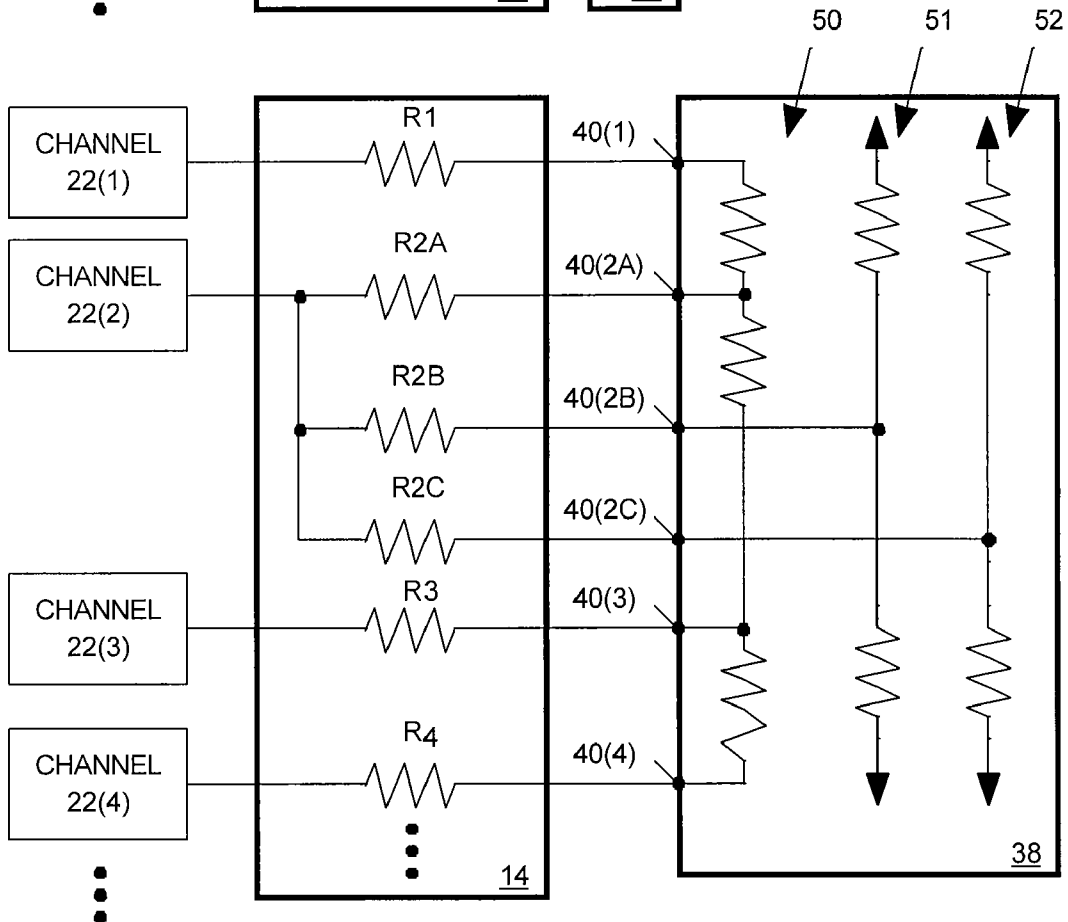 50
51
52
CHANNEL
22(1)
R1
40(1)
CHANNEL
22(2)
R2A
40(2A)
R2B
40(2B)
R2C
40(2C)
CHANNEL
22(3)
R3
40(3)
CHANNEL
22(4)
R4
40(4)
14
38